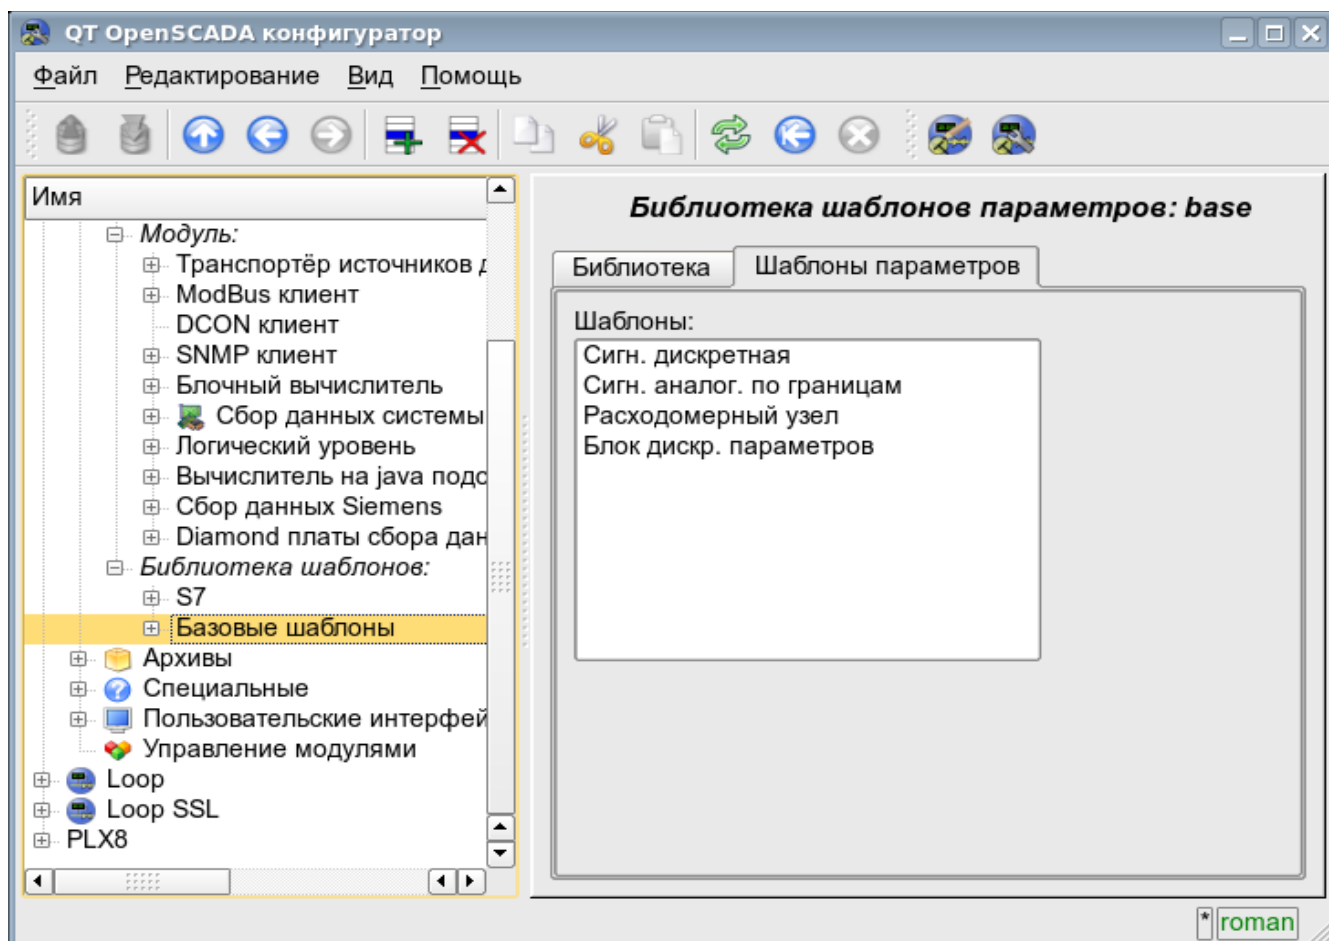 QT OpenSCADA конфигуратор
Файл Редактирование Вид Помощь
Имя
Модуль:
Транспортёр источников д
ModBus клиент
DCON клиент
SNMP клиент
Блочный вычислитель
Сбор данных системы
Логический уровень
Вычислитель на java подо
Сбор данных Siemens
Diamond платы сбора дан
Библиотека шаблонов:
S7
Базовые шаблоны
Архивы
Специальные
Пользовательские интерфей
Управление модулями
Loop
Loop SSL
PLX8
Библиотека шаблонов параметров: base
Библиотека Шаблоны параметров
Шаблоны:
Сигн. дискретная
Сигн. аналог. по границам
Расходомерный узел
Блок дискр. параметров
* roman